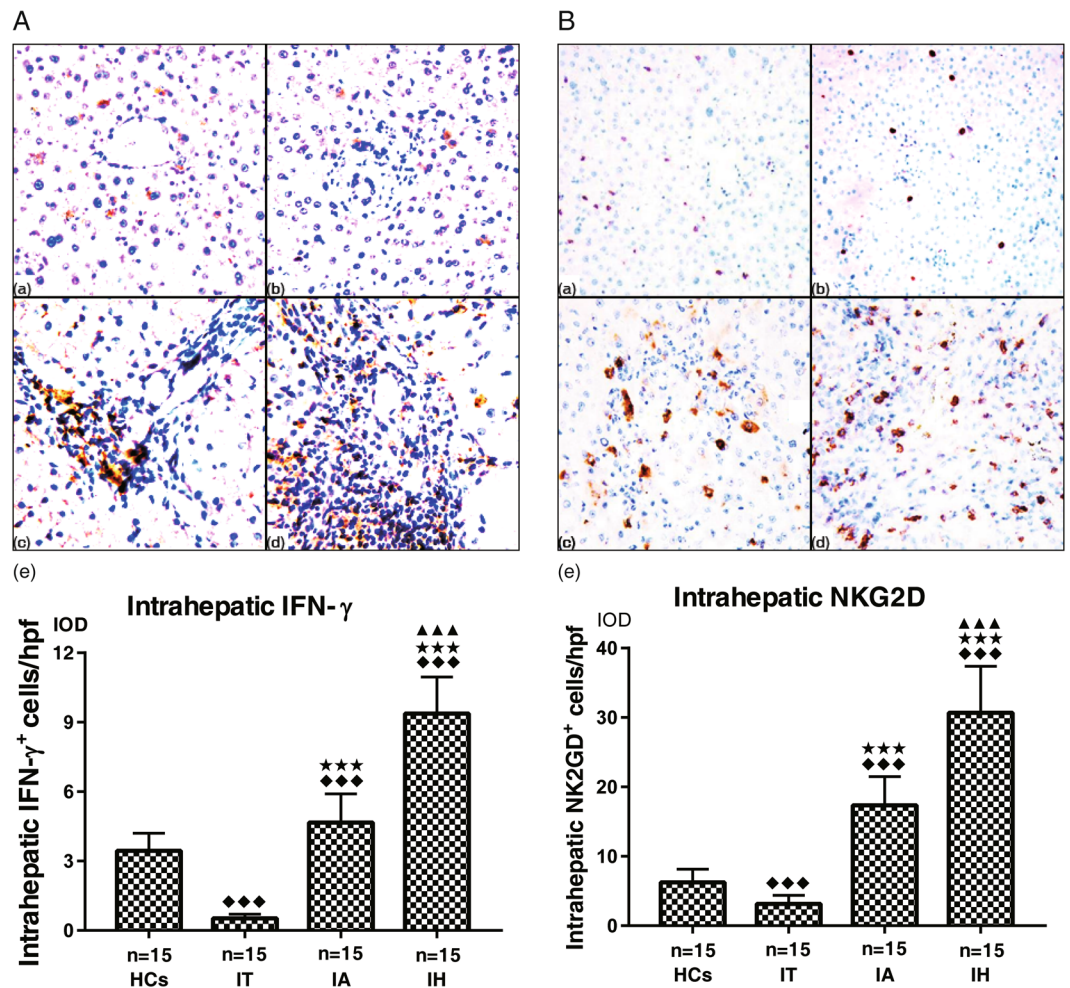 A
(a)
(b)
(c)
(d)
(e)
Intrahepatic IFN-γ
IOD
Intrahepatic IFN-γ+ cells/hpf
12
9
6
3
0
▲▲▲
★★★
◆◆◆
★★★
◆◆◆
◆◆◆
n=15 n=15 n=15 n=15
HCs IT IA IH
B
(a)
(b)
(c)
(d)
(e)
Intrahepatic NKG2D
IOD
Intrahepatic NK2GD+ cells/hpf
40
30
20
10
0
▲▲▲
★★★
◆◆◆
★★★
◆◆◆
◆◆◆
n=15 n=15 n=15 n=15
HCs IT IA IH